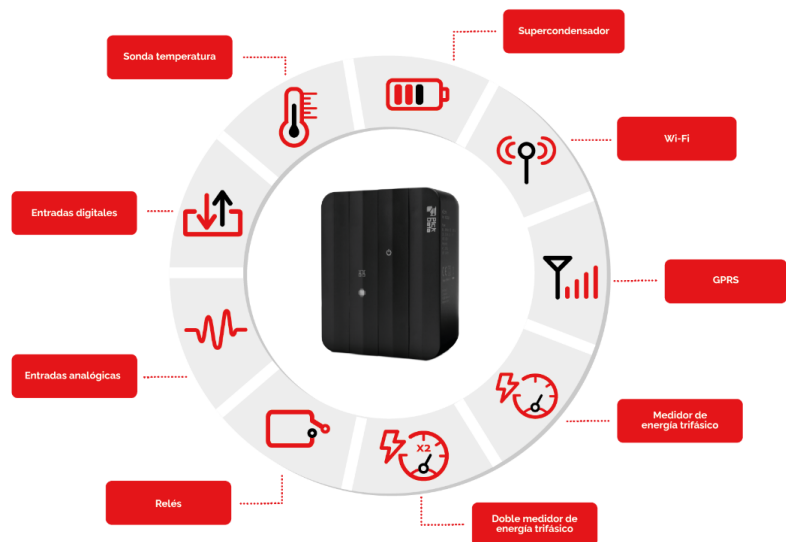 Supercondensador
Sonda temperatura
Wi-Fi
Entradas digitales
GPRS
Entradas analógicas
Medidor de
energía trifásico
X2
Relés
Doble medidor de
energía trifásico